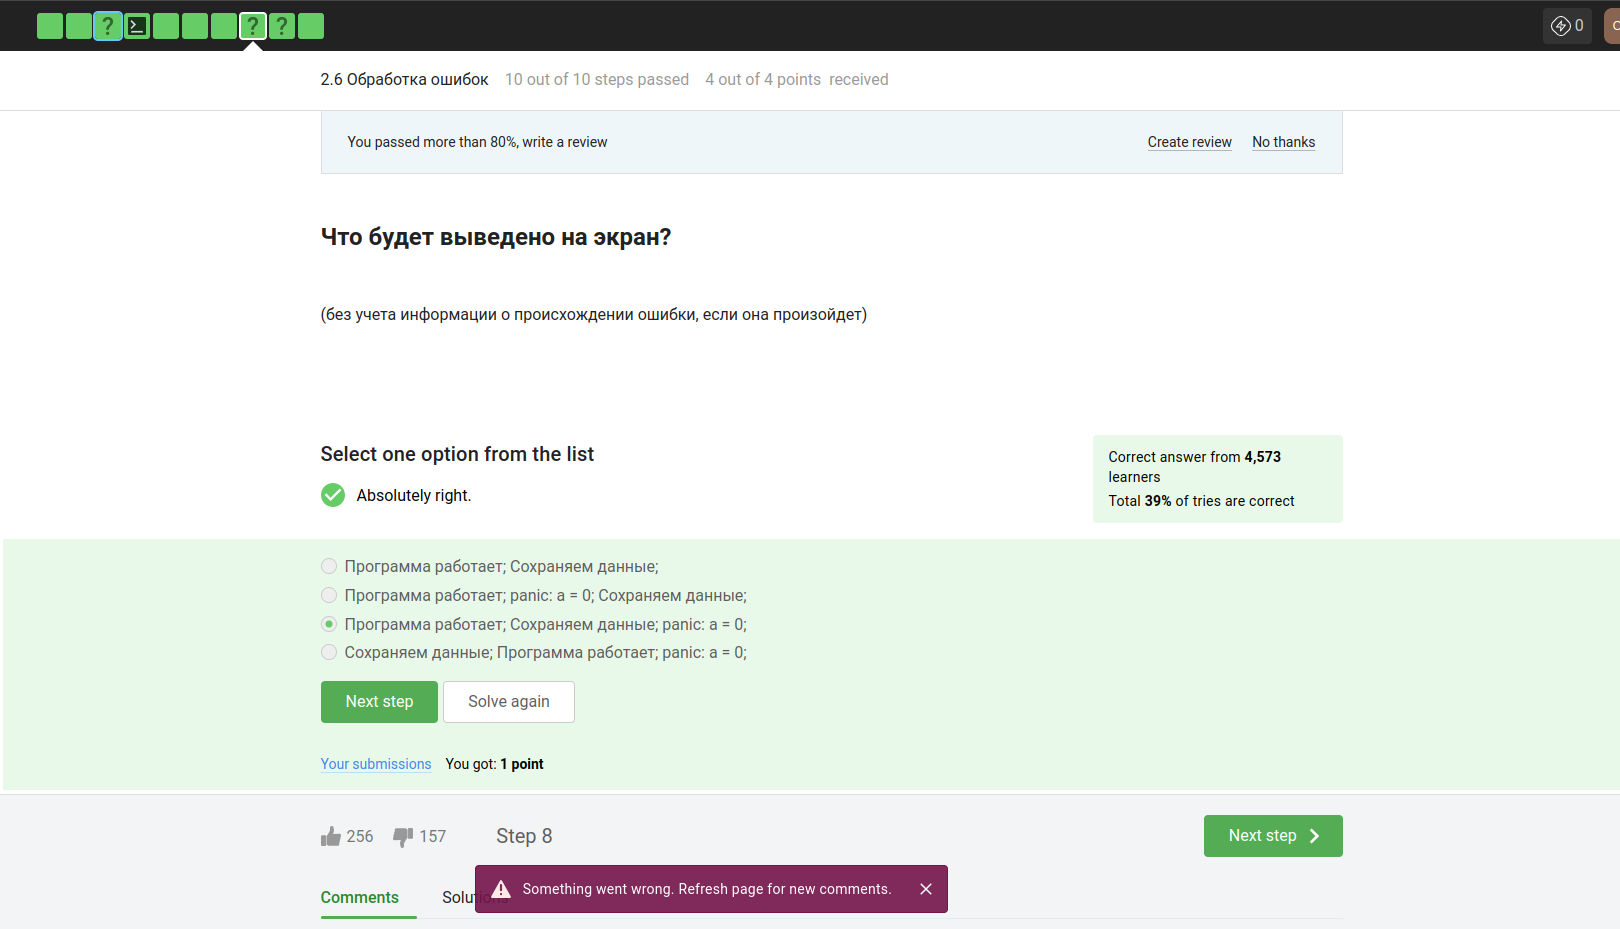 ? ? ?
0
2.6 Обработка ошибок 10 out of 10 steps passed 4 out of 4 points received
You passed more than 80%, write a review Create review No thanks
Что будет выведено на экран?
(без учета информации о происхождении ошибки, если она произойдет)
Select one option from the list
Absolutely right.
Correct answer from 4,573
learners
Total 39% of tries are correct
Программа работает; Сохраняем данные;
Программа работает; panic: a = 0; Сохраняем данные;
Программа работает; Сохраняем данные; panic: a = 0;
Сохраняем данные; Программа работает; panic: a = 0;
Next step Solve again
Your submissions You got: 1 point
256 157 Step 8 Next step
Something went wrong. Refresh page for new comments.
Comments Solutions